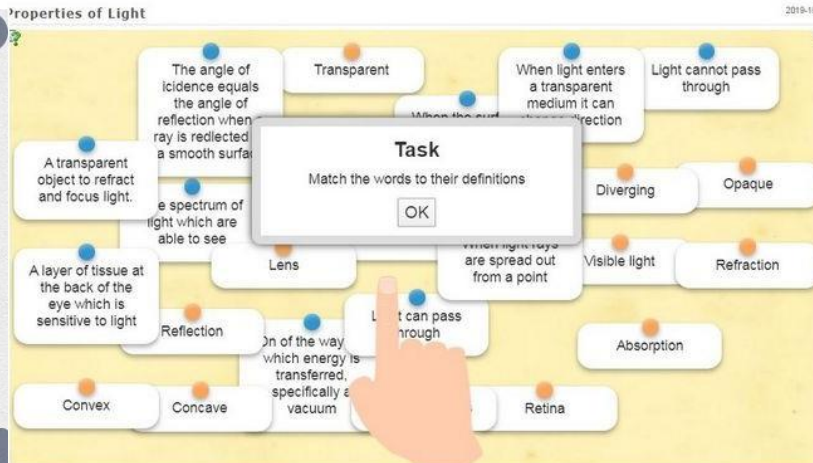 Properties of Light
2019-1
The angle of
icidence equals
the angle of
reflection when
ray is redlected
a smooth surfa
Transparent
When light enters
a transparent
medium it can
direction
Light cannot pass
through
A transparent
object to refract
and focus light.
Task
Match the words to their definitions
OK
Diverging
Opaque
spectrum of
light which are
able to see
Lens
When light rays
are spread out
from a point
Visible light
Refraction
A layer of tissue at
the back of the
eye which is
sensitive to light
Reflection
can pass
through
On of the way
which energy is
transferred,
specifically a
vacuum
Absorption
Convex
Concave
Retina